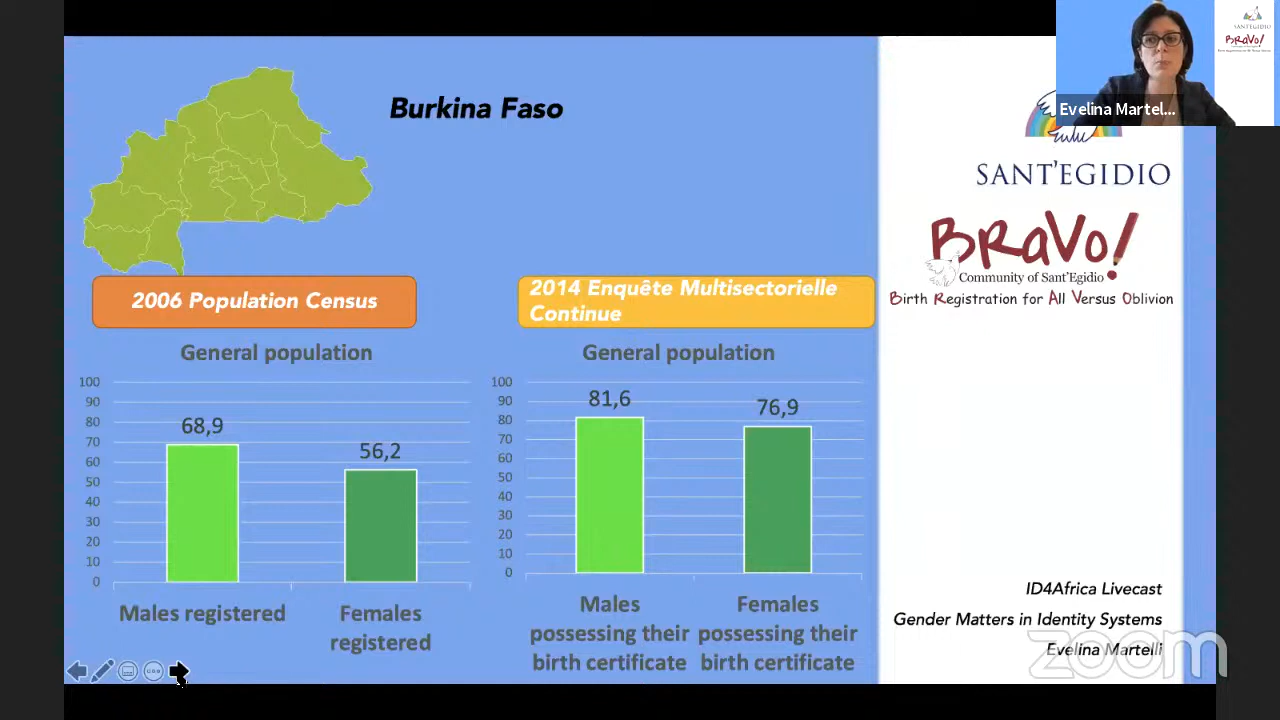 Burkina Faso
2006 Population Census
General population
100
90
80
70
60
50
40
30
20
10
0
68,9
56,2
Males registered
Females
registered
2014 Enquête Multisectorielle
Continue
General population
100
90
80
70
60
50
40
30
20
10
0
81,6
76,9
Males
possessing their
birth certificate
Females
possessing their
birth certificate
Evelina Martel...
SANT'EGIDIO
BRaVo!
SANT'EGIDIO
BRaVo!
Community of Sant'Egidio
Birth Registration for All Versus Oblivion
ID4Africa Livecast
Gender Matters in Identity Systems
Evelina Martelli
zoom